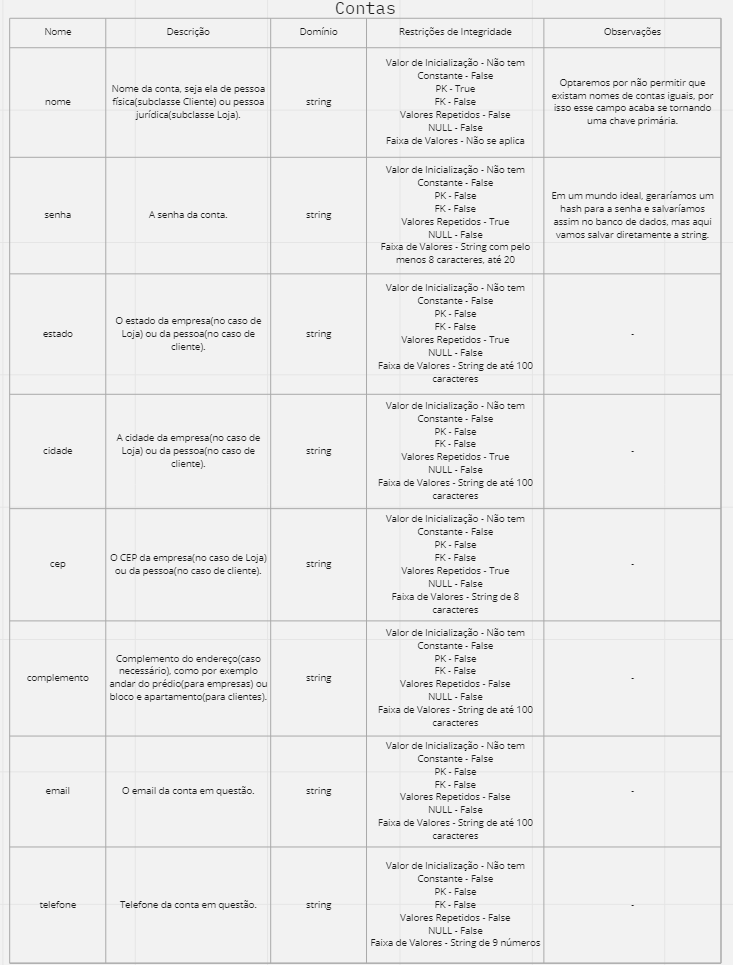 Contas
Nome
Descrição
Domínio
Restrições de Integridade
Observações
nome
Nome da conta, seja ela de pessoa
física(subclasse Cliente) ou pessoa
jurídica(subclasse Loja).
string
Valor de Inicialização - Não tem
Constante - False
PK - True
FK - False
Valores Repetidos - False
NULL - False
Faixa de Valores - Não se aplica
Optaremos por não permitir que
existam nomes de contas iguais, por
isso esse campo acaba se tornando
uma chave primária.
senha
A senha da conta.
string
Valor de Inicialização - Não tem
Constante - False
PK - False
FK - False
Valores Repetidos - True
NULL - False
Faixa de Valores - String com pelo
menos 8 caracteres, até 20
Em um mundo ideal, geraríamos um
hash para a senha e salvaríamos
assim no banco de dados, mas aqui
vamos salvar diretamente a string.
estado
O estado da empresa(no caso de
Loja) ou da pessoa(no caso de
cliente).
string
Valor de Inicialização - Não tem
Constante - False
PK - False
FK - False
Valores Repetidos - True
NULL - False
Faixa de Valores - String de até 100
caracteres
-
cidade
A cidade da empresa(no caso de
Loja) ou da pessoa(no caso de
cliente).
string
Valor de Inicialização - Não tem
Constante - False
PK - False
FK - False
Valores Repetidos - True
NULL - False
Faixa de Valores - String de até 100
caracteres
-
cep
O CEP da empresa(no caso de Loja)
ou da pessoa(no caso de cliente).
string
Valor de Inicialização - Não tem
Constante - False
PK - False
FK - False
Valores Repetidos - True
NULL - False
Faixa de Valores - String de 8
caracteres
-
complemento
Complemento do endereço(caso
necessário), como por exemplo
andar do prédio(para empresas) ou
bloco e apartamento(para clientes).
string
Valor de Inicialização - Não tem
Constante - False
PK - False
FK - False
Valores Repetidos - False
NULL - False
Faixa de Valores - String de até 100
caracteres
-
email
O email da conta em questão.
string
Valor de Inicialização - Não tem
Constante - False
PK - False
FK - False
Valores Repetidos - False
NULL - False
Faixa de Valores - String de até 100
caracteres
-
telefone
Telefone da conta em questão.
string
Valor de Inicialização - Não tem
Constante - False
PK - False
FK - False
Valores Repetidos - False
NULL - False
Faixa de Valores - String de 9 números
-